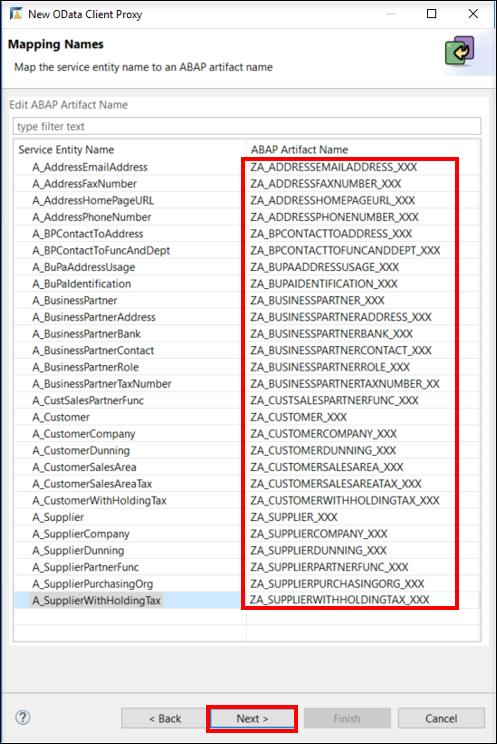 New OData Client Proxy
Mapping Names
Map the service entity name to an ABAP artifact name
Edit ABAP Artifact Name
type filter text
Service Entity Name ABAP Artifact Name
A_AddressEmailAddress ZA_ADDRESSEMAILADDRESS_XXX
A_AddressFaxNumber ZA_ADDRESSFAXNUMBER_XXX
A_AddressHomePageURL ZA_ADDRESSHOMEPAGEURL_XXX
A_AddressPhoneNumber ZA_ADDRESSPHONENUMBER_XXX
A_BPContactToAddress ZA_BPCONTACTTOADDRESS_XXX
A_BPContactToFuncAndDept ZA_BPCONTACTTOFUNCANDDEPT_XXX
A_BuPaAddressUsage ZA_BUPAADDRESSUSAGE_XXX
A_BuPaIdentification ZA_BUPAIDENTIFICATION_XXX
A_BusinessPartner ZA_BUSINESSPARTNER_XXX
A_BusinessPartnerAddress ZA_BUSINESSPARTNERADDRESS_XXX
A_BusinessPartnerBank ZA_BUSINESSPARTNERBANK_XXX
A_BusinessPartnerContact ZA_BUSINESSPARTNERCONTACT_XXX
A_BusinessPartnerRole ZA_BUSINESSPARTNERROLE_XXX
A_BusinessPartnerTaxNumber ZA_BUSINESSPARTNERTAXNUMBER_XX
A_CustSalesPartnerFunc ZA_CUSTSALESPARTNERFUNC_XXX
A_Customer ZA_CUSTOMER_XXX
A_CustomerCompany ZA_CUSTOMERCOMPANY_XXX
A_CustomerDunning ZA_CUSTOMERDUNNING_XXX
A_CustomerSalesArea ZA_CUSTOMERSALESAREA_XXX
A_CustomerSalesAreaTax ZA_CUSTOMERSALESAREATAX_XXX
A_CustomerWithHoldingTax ZA_CUSTOMERWITHHOLDINGTAX_XXX
A_Supplier ZA_SUPPLIER_XXX
A_SupplierCompany ZA_SUPPLIERCOMPANY_XXX
A_SupplierDunning ZA_SUPPLIERDUNNING_XXX
A_SupplierPartnerFunc ZA_SUPPLIERPARTNERFUNC_XXX
A_SupplierPurchasingOrg ZA_SUPPLIERPURCHASINGORG_XXX
A_SupplierWithHoldingTax ZA_SUPPLIERWITHHOLDINGTAX_XXX
? < Back Next > Finish Cancel